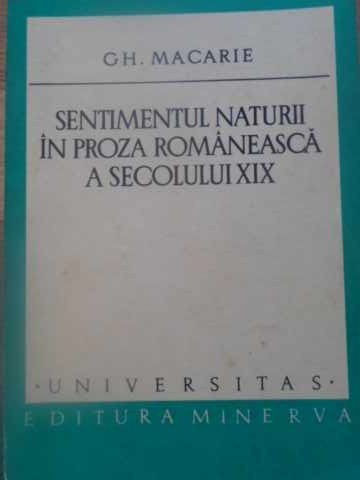 GH. MACARIE
SENTIMENTUL NATURII
ÎN PROZA ROMÂNEASCĂ
A SECOLULUI XIX
· UNIVERSITAS ·
EDITURA MINERVA